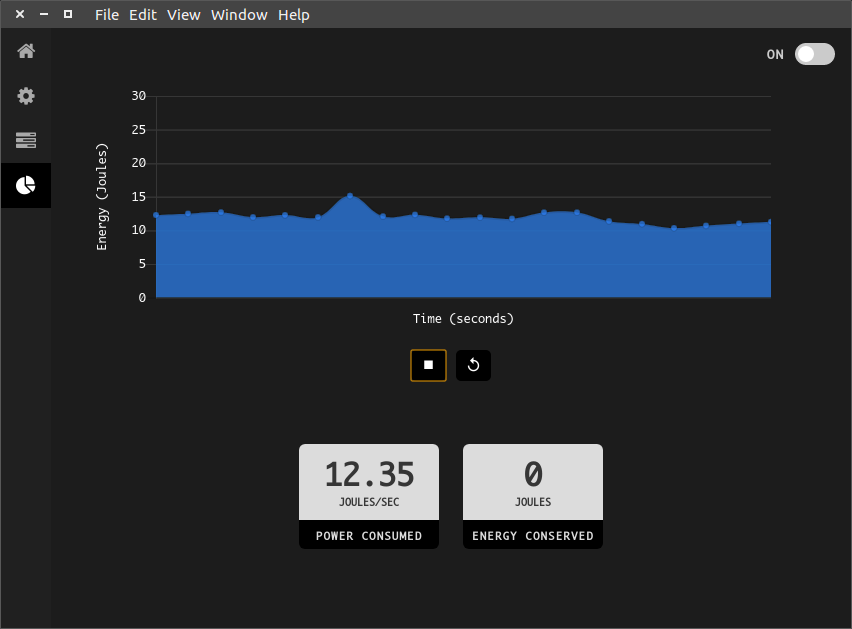 File Edit View Window Help
ON
30
25
20
15
10
5
0
Energy (Joules)
Time (seconds)
12.35 0
JOULES/SEC JOULES
POWER CONSUMED ENERGY CONSERVED